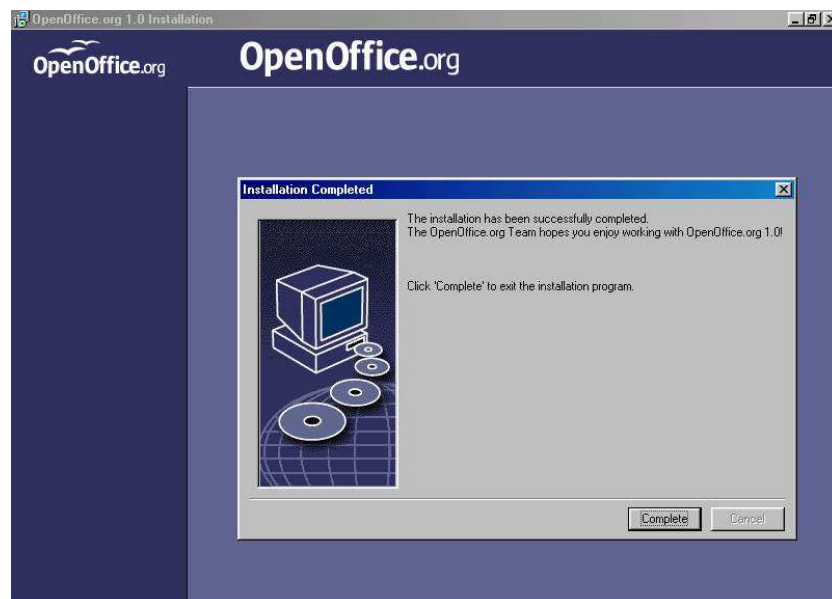 OpenOffice.org 1.0 Installation
OpenOffice.org
OpenOffice.org
Installation Completed
The installation has been successfully completed.
The OpenOffice.org Team hopes you enjoy working with OpenOffice.org 1.0!
Click 'Complete' to exit the installation program.
Complete
Cancel